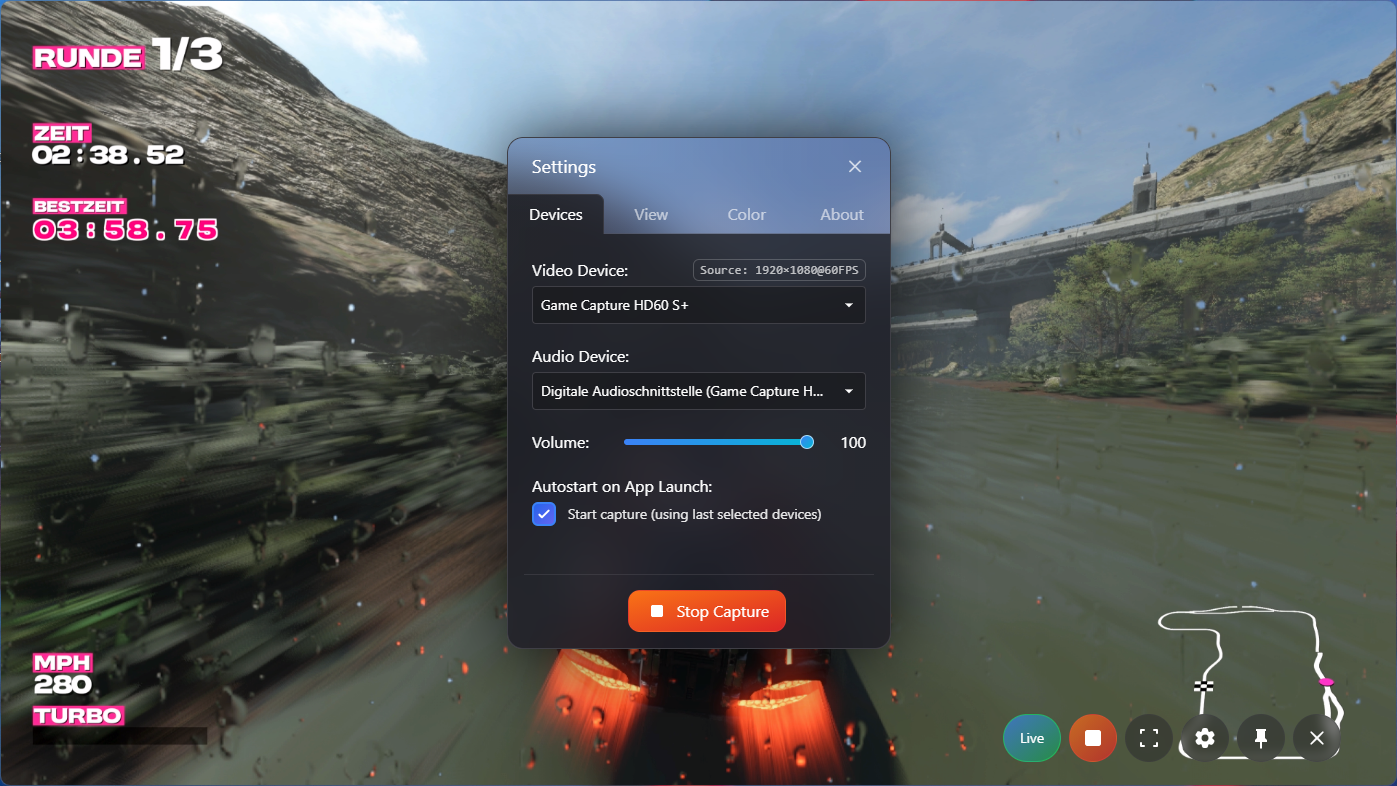 RUNDE 1/3
ZEIT
02:38.52
BESTZEIT
03:58.75
Settings
Devices View Color About
Video Device: Source: 1920×1080@60FPS
Game Capture HD60 S+
Audio Device:
Digitale Audioschnittstelle (Game Capture H...
Volume: 100
Autostart on App Launch:
Start capture (using last selected devices)
Stop Capture
MPH
280
TURBO
Live